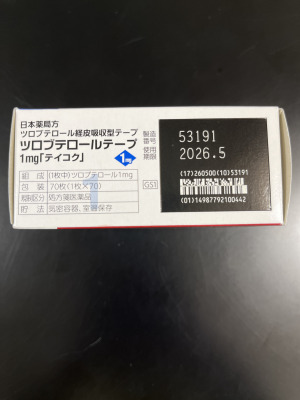 日本薬局方
ツロブテロール経皮吸収型テープ
ツロブテロールテープ
1mg「テイコク」
1mg
組 成 (1枚中)ツロブテロール1mg
包 装 70枚(1枚×70)
規制区分 処方箋医薬品
貯 法 気密容器、室温保存
製造番号
使用期限
53191
2026.5
GS1
(17)260500(10)53191
(01)14987792100442